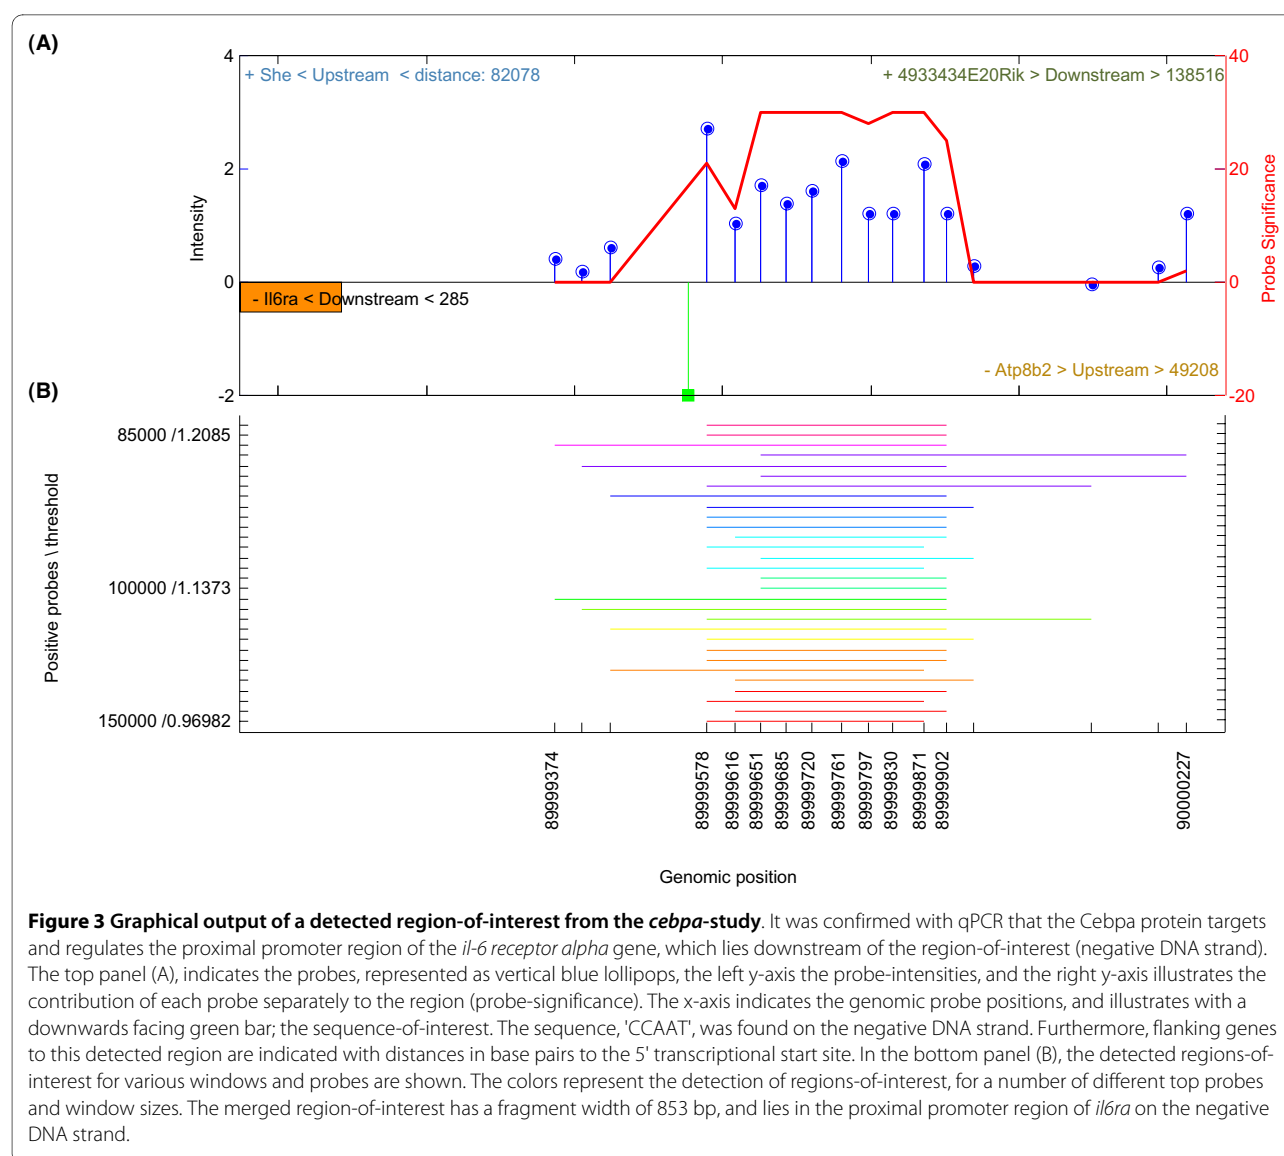 (A)
4
40
+ She < Upstream < distance: 82078
+ 4933434E20Rik > Downstream > 138516
2
20
Intensity
Probe Significance
0
0
- Il6ra < Downstream < 285
- Atp8b2 > Upstream > 49208
-2
-20
(B)
85000 /1.2085
100000 /1.1373
150000 /0.96982
Positive probes \ threshold
89999374
89999578
89999616
89999651
89999685
89999720
89999761
89999797
89999830
89999871
89999902
90000227
Genomic position
Figure 3 Graphical output of a detected region-of-interest from the cebpa-study. It was confirmed with qPCR that the Cebpa protein targets
and regulates the proximal promoter region of the il-6 receptor alpha gene, which lies downstream of the region-of-interest (negative DNA strand).
The top panel (A), indicates the probes, represented as vertical blue lollipops, the left y-axis the probe-intensities, and the right y-axis illustrates the
contribution of each probe separately to the region (probe-significance). The x-axis indicates the genomic probe positions, and illustrates with a
downwards facing green bar; the sequence-of-interest. The sequence, 'CCAAT', was found on the negative DNA strand. Furthermore, flanking genes
to this detected region are indicated with distances in base pairs to the 5' transcriptional start site. In the bottom panel (B), the detected regions-of-
interest for various windows and probes are shown. The colors represent the detection of regions-of-interest, for a number of different top probes
and window sizes. The merged region-of-interest has a fragment width of 853 bp, and lies in the proximal promoter region of il6ra on the negative
DNA strand.